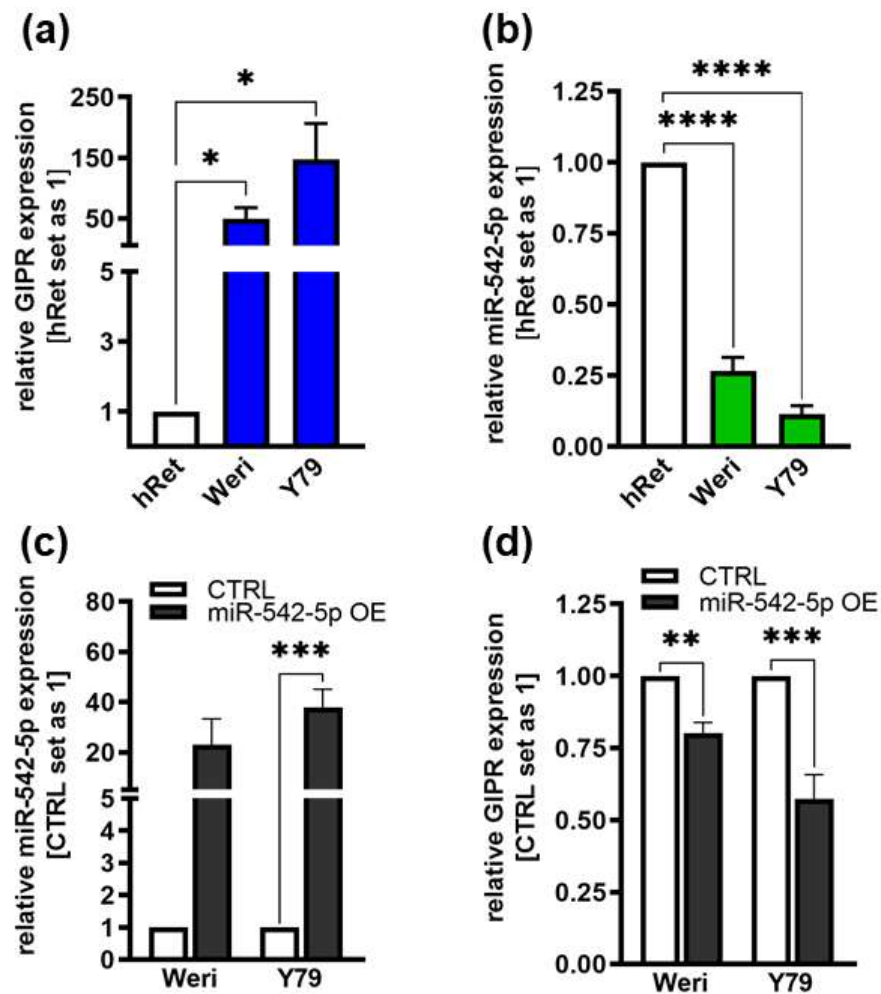 (a)
relative GIPR expression
[hRet set as 1]
250
150
50
5
3
1
*
*
hRet
Weri
Y79
(b)
relative miR-542-5p expression
[hRet set as 1]
1.25
1.00
0.75
0.50
0.25
0.00
****
****
hRet
Weri
Y79
(c)
relative miR-542-5p expression
[CTRL set as 1]
CTRL
miR-542-5p OE
80
60
40
20
5
4
3
2
1
0
***
Weri
Y79
(d)
relative GIPR expression
[CTRL set as 1]
CTRL
miR-542-5p OE
1.25
1.00
0.75
0.50
0.25
0.00
**
***
Weri
Y79